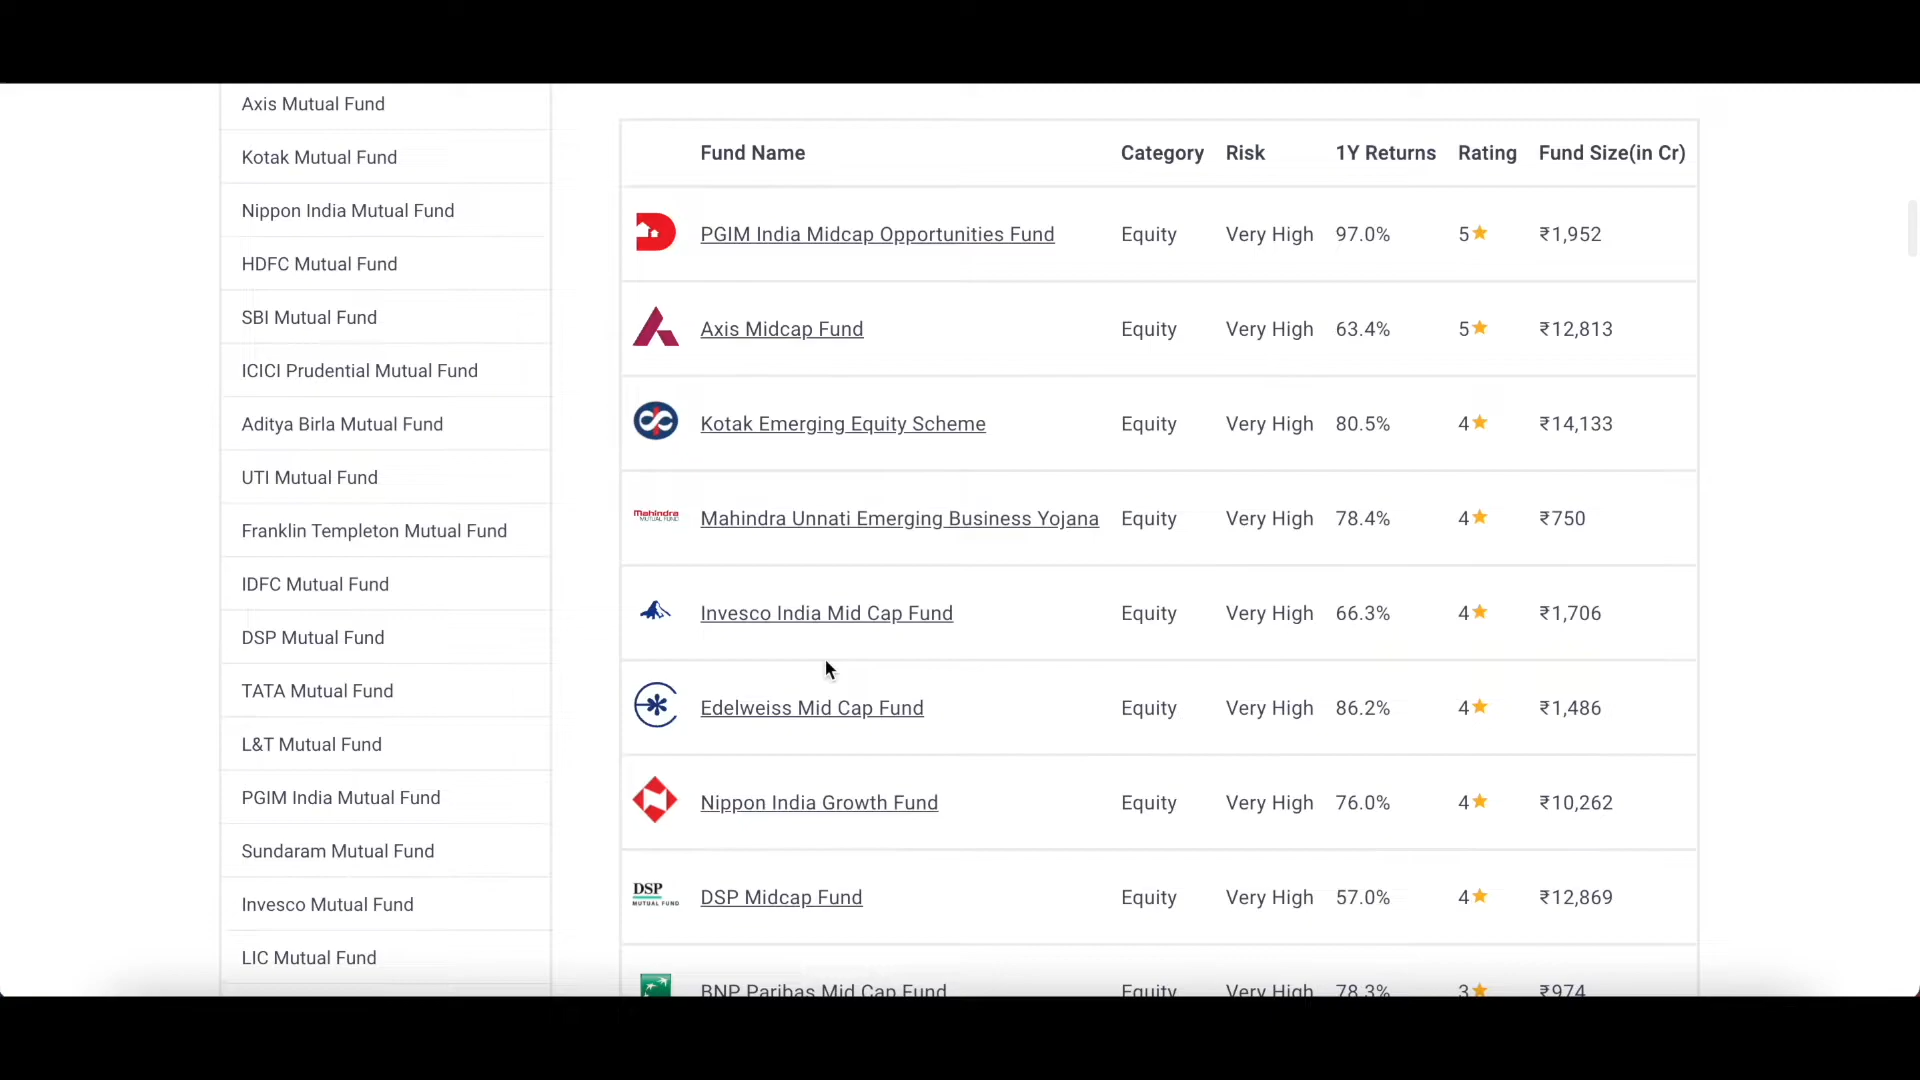 Axis Mutual Fund
Kotak Mutual Fund
Nippon India Mutual Fund
HDFC Mutual Fund
SBI Mutual Fund
ICICI Prudential Mutual Fund
Aditya Birla Mutual Fund
UTI Mutual Fund
Franklin Templeton Mutual Fund
IDFC Mutual Fund
DSP Mutual Fund
TATA Mutual Fund
L&T Mutual Fund
PGIM India Mutual Fund
Sundaram Mutual Fund
Invesco Mutual Fund
LIC Mutual Fund
Fund Name Category Risk 1Y Returns Rating Fund Size(in Cr)
PGIM India Midcap Opportunities Fund Equity Very High 97.0% 5★ ₹1,952
Axis Midcap Fund Equity Very High 63.4% 5★ ₹12,813
Kotak Emerging Equity Scheme Equity Very High 80.5% 4★ ₹14,133
Mahindra
MUTUAL FUND
Mahindra Unnati Emerging Business Yojana Equity Very High 78.4% 4★ ₹750
Invesco India Mid Cap Fund Equity Very High 66.3% 4★ ₹1,706
Edelweiss Mid Cap Fund Equity Very High 86.2% 4★ ₹1,486
Nippon India Growth Fund Equity Very High 76.0% 4★ ₹10,262
DSP
MUTUAL FUND
DSP Midcap Fund Equity Very High 57.0% 4★ ₹12,869
BNP Paribas Mid Cap Fund Equity Very High 78.3% 3★ ₹974